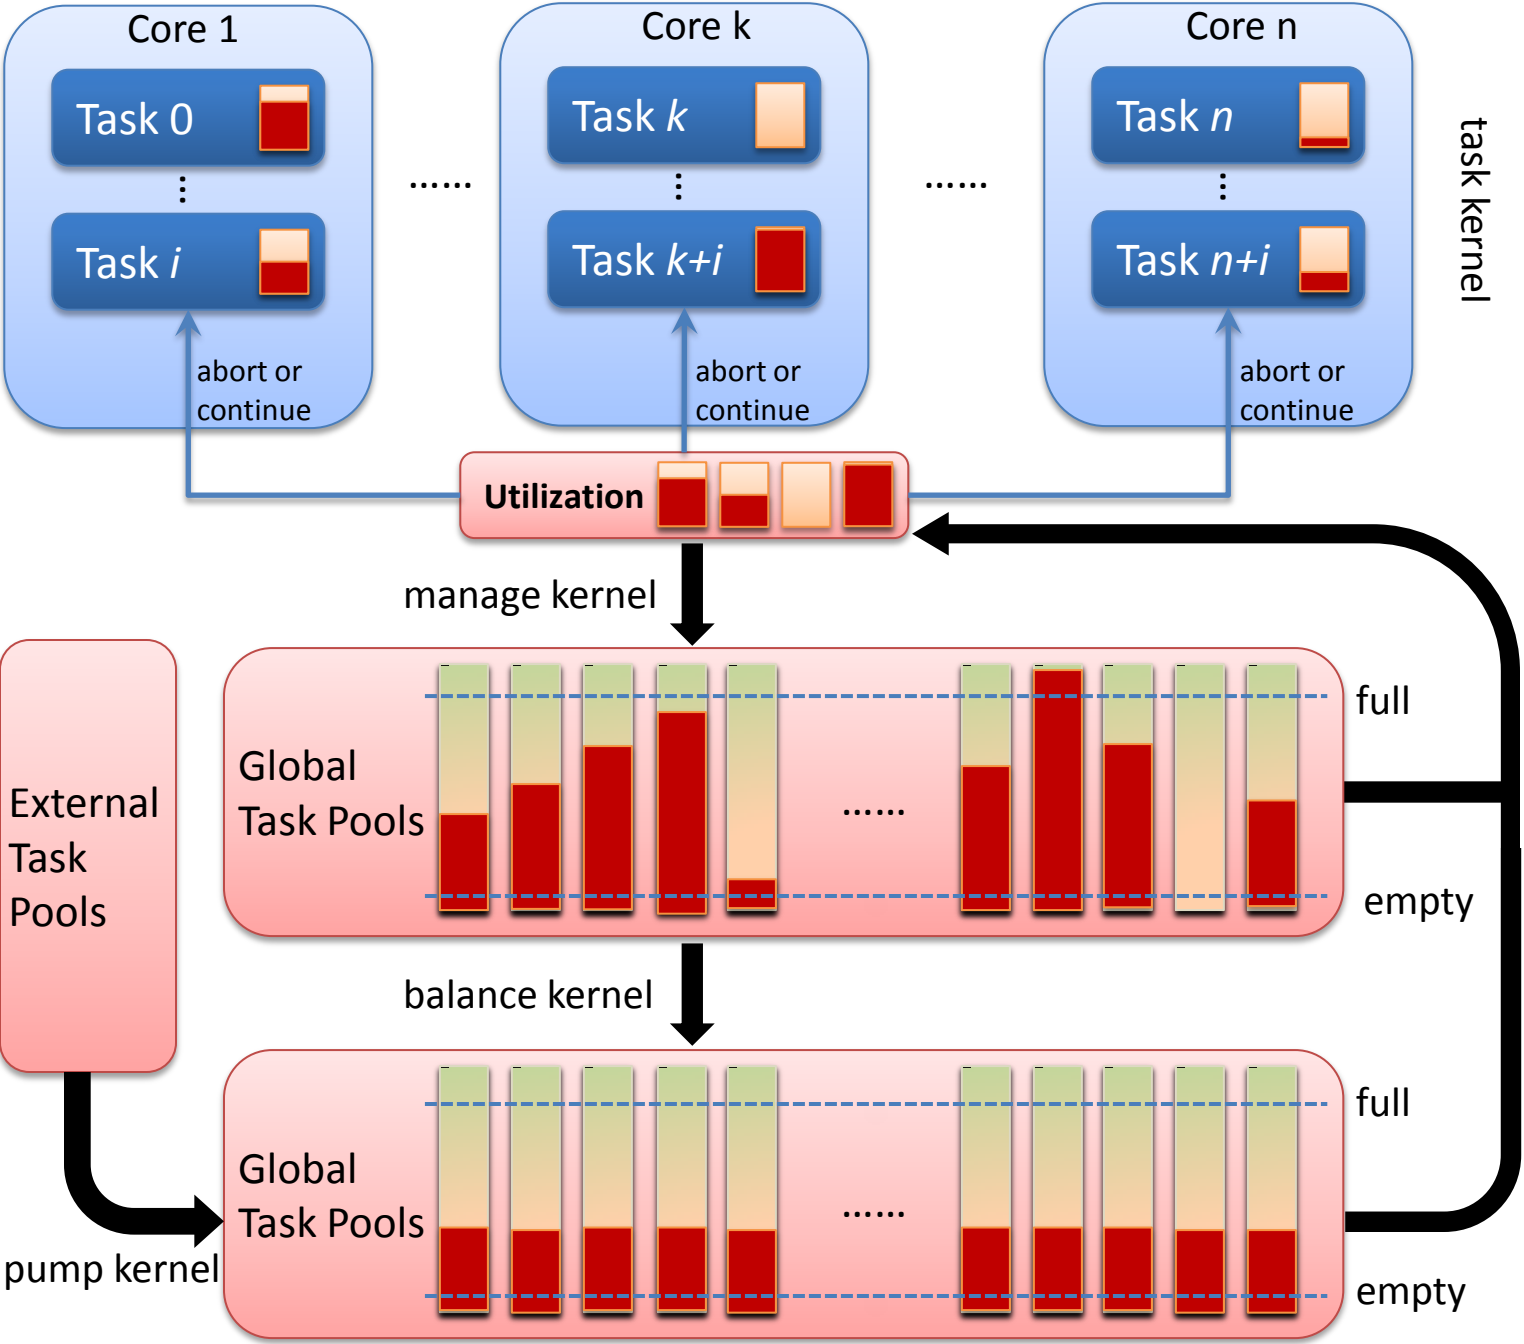 Core 1
Task 0
⋮
Task i
abort or
continue
……
Core k
Task k
⋮
Task k+i
abort or
continue
……
Core n
Task n
⋮
Task n+i
abort or
continue
task kernel
Utilization
manage kernel
External
Task
Pools
Global
Task Pools
……
full
empty
balance kernel
Global
Task Pools
……
full
empty
pump kernel